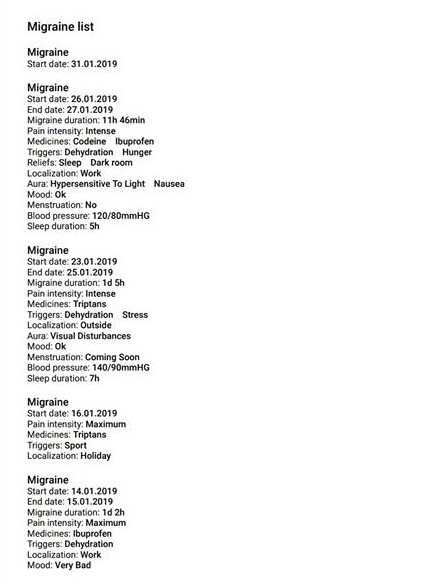 Migraine list
Migraine
Start date: 31.01.2019
Migraine
Start date: 26.01.2019
End date: 27.01.2019
Migraine duration: 11h 46min
Pain intensity: Intense
Medicines: Codeine Ibuprofen
Triggers: Dehydration Hunger
Reliefs: Sleep Dark room
Localization: Work
Aura: Hypersensitive To Light Nausea
Mood: Ok
Menstruation: No
Blood pressure: 120/80mmHG
Sleep duration: 5h
Migraine
Start date: 23.01.2019
End date: 25.01.2019
Migraine duration: 1d 5h
Pain intensity: Intense
Medicines: Triptans
Triggers: Dehydration Stress
Localization: Outside
Aura: Visual Disturbances
Mood: Ok
Menstruation: Coming Soon
Blood pressure: 140/90mmHG
Sleep duration: 7h
Migraine
Start date: 16.01.2019
Pain intensity: Maximum
Medicines: Triptans
Triggers: Sport
Localization: Holiday
Migraine
Start date: 14.01.2019
End date: 15.01.2019
Migraine duration: 1d 2h
Pain intensity: Maximum
Medicines: Ibuprofen
Triggers: Dehydration
Localization: Work
Mood: Very Bad